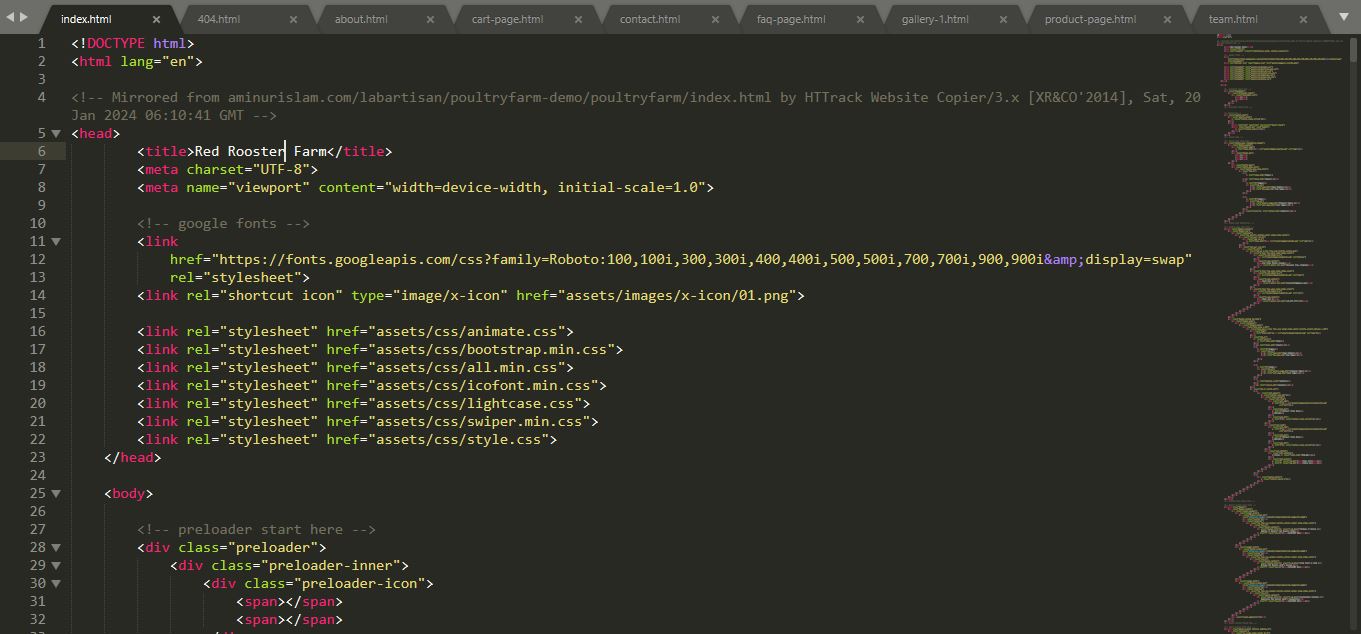 index.html × 404.html × about.html × cart-page.html × contact.html × faq-page.html × gallery-1.html × product-page.html × team.html ×
1 <!DOCTYPE html>
2 <html lang="en">
3
4 <!-- Mirrored from aminurislam.com/labartisan/poultryfarm-demo/poultryfarm/index.html by HTTrack Website Copier/3.x [XR&CO'2014], Sat, 20
Jan 2024 06:10:41 GMT -->
5 <head>
6 <title>Red Rooster Farm</title>
7 <meta charset="UTF-8">
8 <meta name="viewport" content="width=device-width, initial-scale=1.0">
9
10 <!-- google fonts -->
11 <link
12 href="https://fonts.googleapis.com/css?family=Roboto:100,100i,300,300i,400,400i,500,500i,700,700i,900,900i&amp;display=swap"
13 rel="stylesheet">
14 <link rel="shortcut icon" type="image/x-icon" href="assets/images/x-icon/01.png">
15
16 <link rel="stylesheet" href="assets/css/animate.css">
17 <link rel="stylesheet" href="assets/css/bootstrap.min.css">
18 <link rel="stylesheet" href="assets/css/all.min.css">
19 <link rel="stylesheet" href="assets/css/icofont.min.css">
20 <link rel="stylesheet" href="assets/css/lightcase.css">
21 <link rel="stylesheet" href="assets/css/swiper.min.css">
22 <link rel="stylesheet" href="assets/css/style.css">
23 </head>
24
25 <body>
26
27 <!-- preloader start here -->
28 <div class="preloader">
29 <div class="preloader-inner">
30 <div class="preloader-icon">
31 <span></span>
32 <span></span>